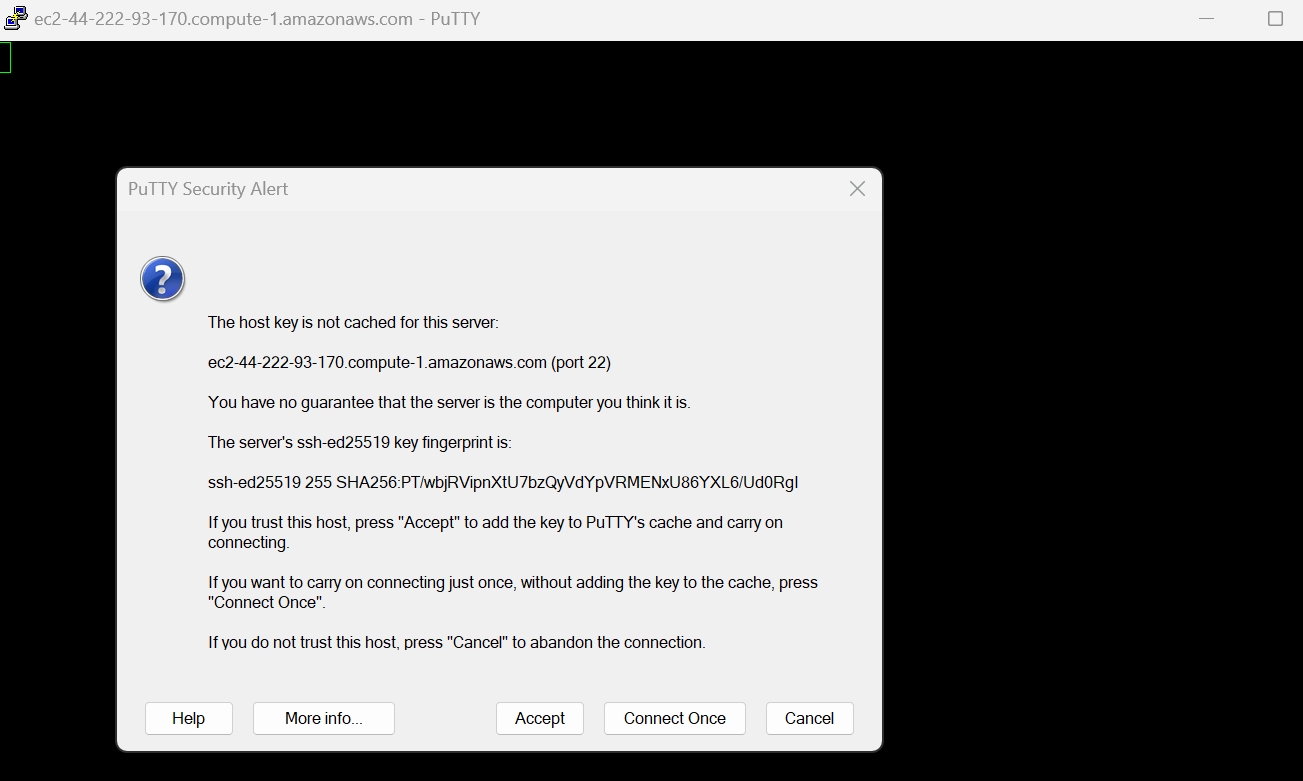 ec2-44-222-93-170.compute-1.amazonaws.com - PuTTY
PuTTY Security Alert
The host key is not cached for this server:
ec2-44-222-93-170.compute-1.amazonaws.com (port 22)
You have no guarantee that the server is the computer you think it is.
The server's ssh-ed25519 key fingerprint is:
ssh-ed25519 255 SHA256:PT/wbjRVipnXtU7bzQyVdYpVRMENxU86YXL6/Ud0RgI
If you trust this host, press "Accept" to add the key to PuTTY's cache and carry on
connecting.
If you want to carry on connecting just once, without adding the key to the cache, press
"Connect Once".
If you do not trust this host, press "Cancel" to abandon the connection.
Help More info... Accept Connect Once Cancel